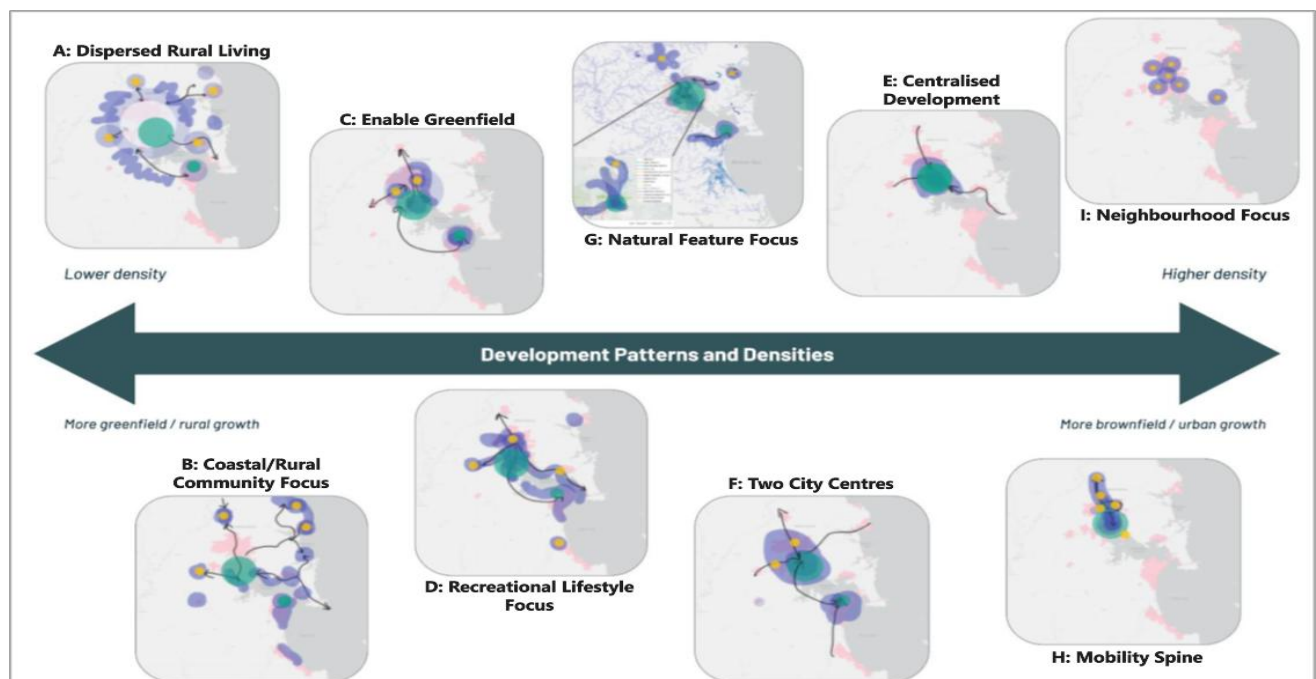 A: Dispersed Rural Living
C: Enable Greenfield
G: Natural Feature Focus
E: Centralised
Development
I: Neighbourhood Focus
Lower density
Higher density
Development Patterns and Densities
More greenfield / rural growth
More brownfield / urban growth
B: Coastal/Rural
Community Focus
D: Recreational Lifestyle
Focus
F: Two City Centres
H: Mobility Spine